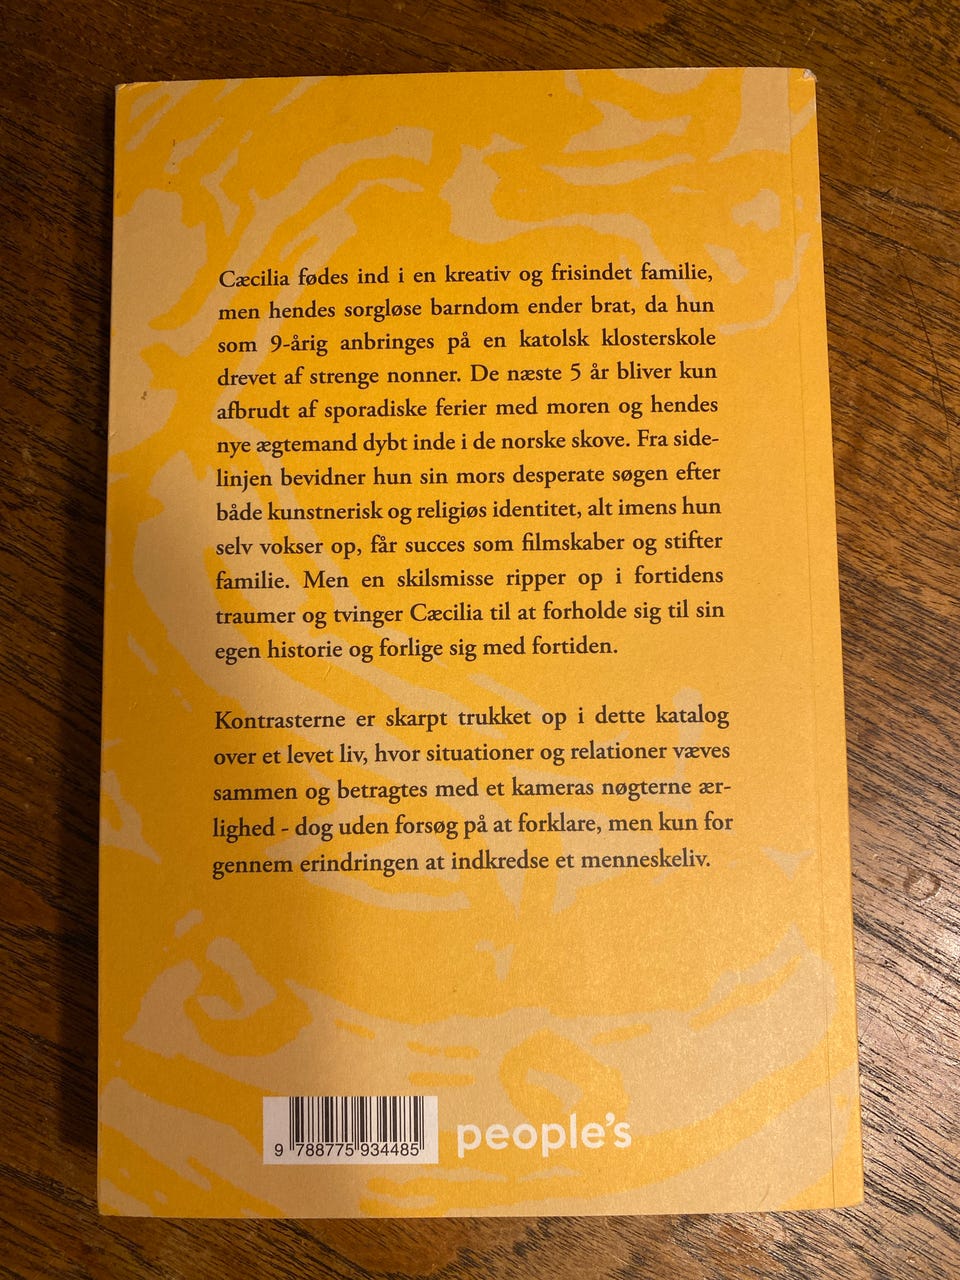 Cæcilia fødes ind i en kreativ og frisindet familie,
men hendes sorgløse barndom ender brat, da hun
som 9-årig anbringes på en katolsk klosterskole
drevet af strenge nonner. De næste 5 år bliver kun
afbrudt af sporadiske ferier med moren og hendes
nye ægtemand dybt inde i de norske skove. Fra side-
linjen bevidner hun sin mors desperate søgen efter
både kunstnerisk og religiøs identitet, alt imens hun
selv vokser op, får succes som filmskaber og stifter
familie. Men en skilsmisse ripper op i fortidens
traumer og tvinger Cæcilia til at forholde sig til sin
egen historie og forlige sig med fortiden.
Kontrasterne er skarpt trukket op i dette katalog
over et levet liv, hvor situationer og relationer væves
sammen og betragtes med et kameras nøgterne ær-
lighed - dog uden forsøg på at forklare, men kun for
gennem erindringen at indkredse et menneskeliv.
9 788775 934485
people's